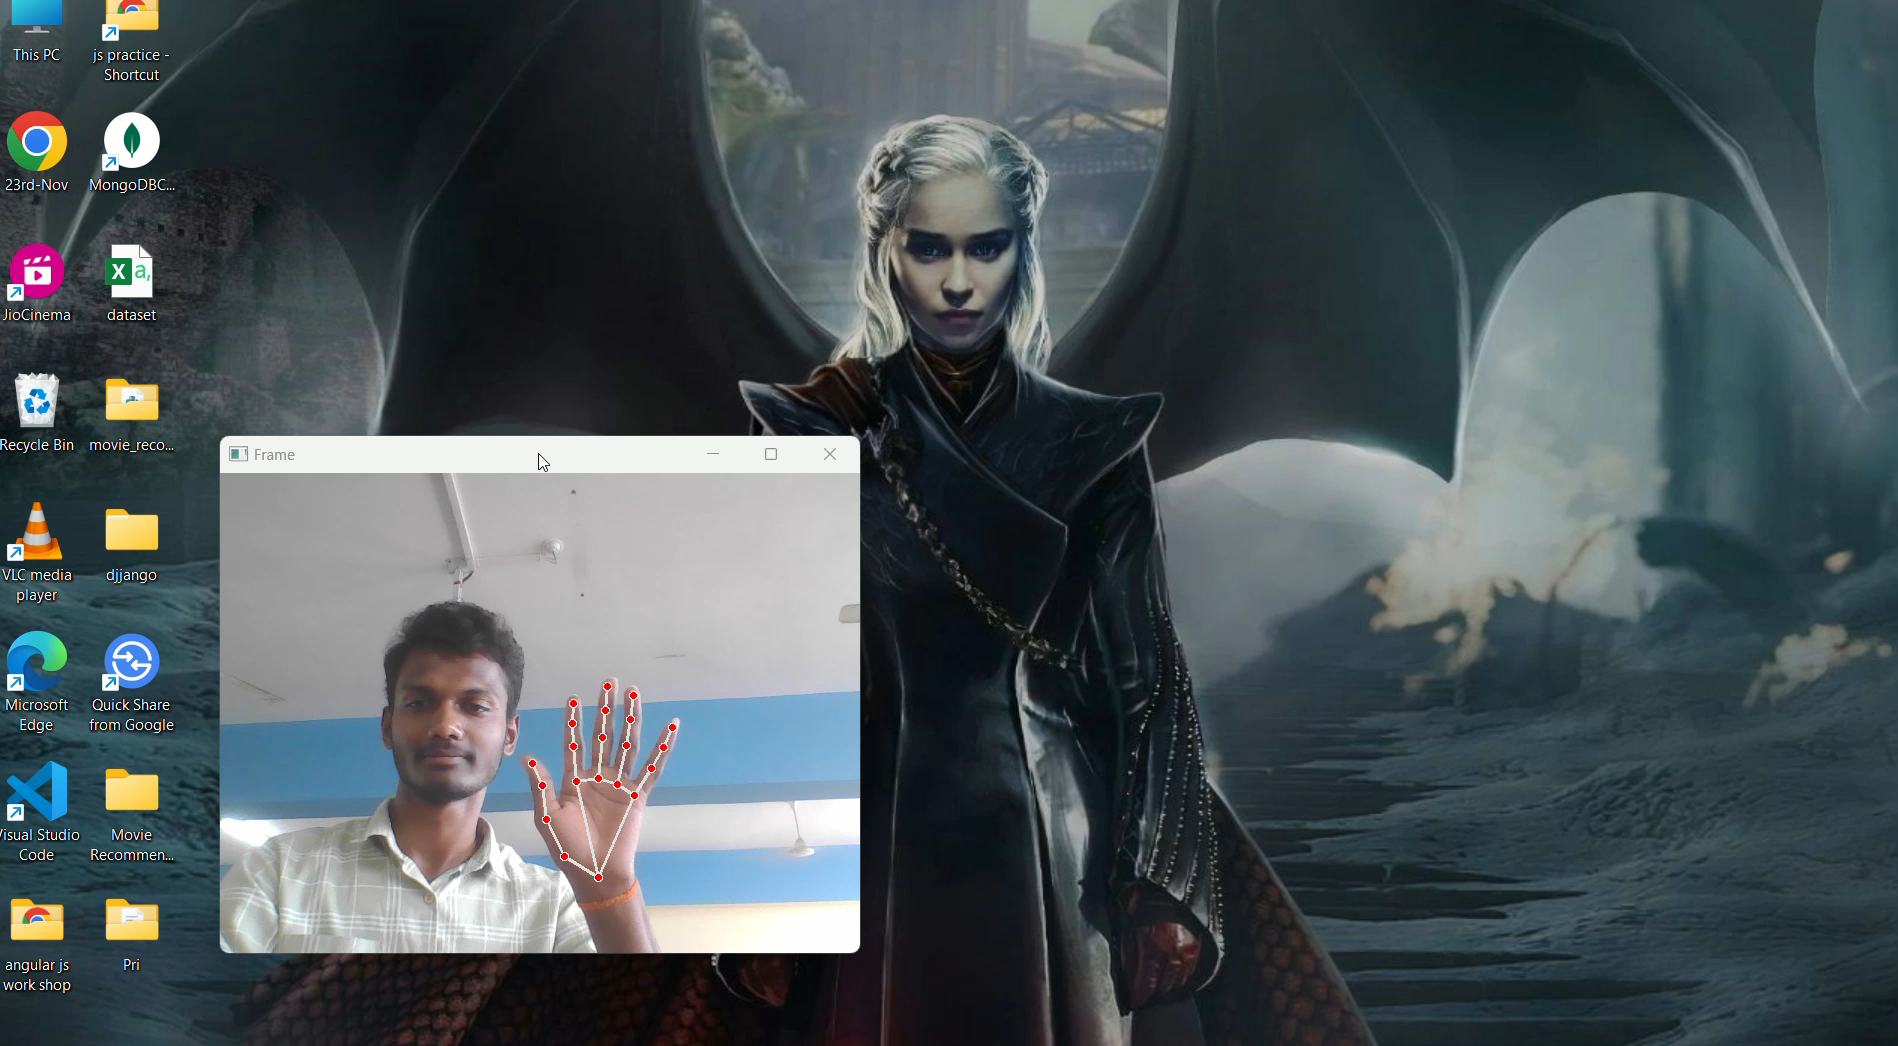 This PC
js practice -
Shortcut
23rd-Nov
MongoDBC...
JioCinema
dataset
Recycle Bin
movie_reco...
VLC media
player
djjango
Microsoft
Edge
Quick Share
from Google
Visual Studio
Code
Movie
Recommen...
angular js
work shop
Pri
Frame
X
a,